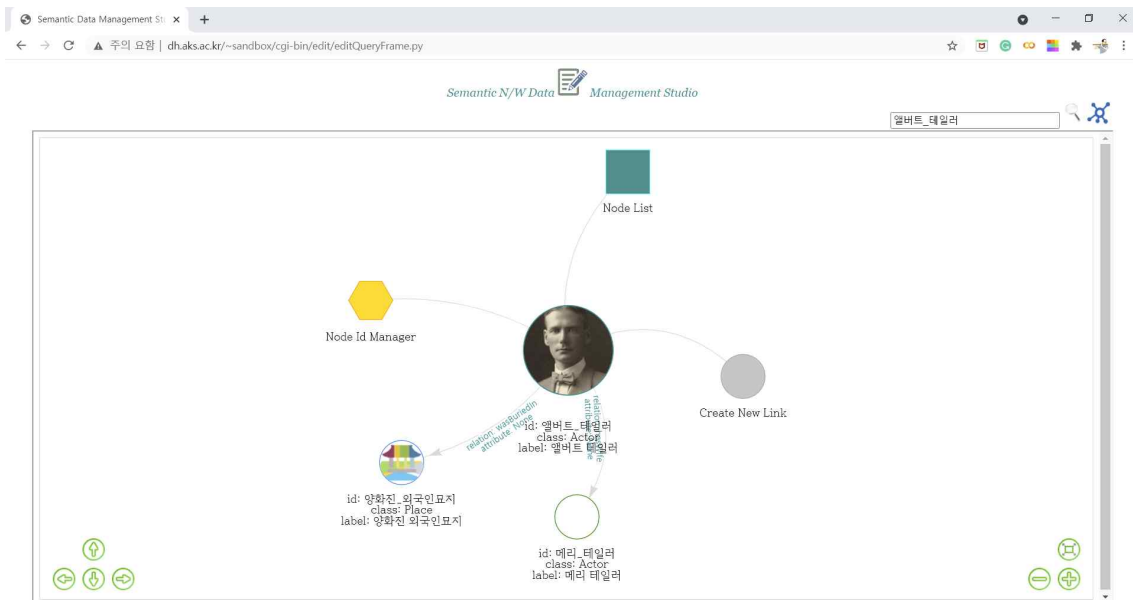 Semantic Data Management St
주의 요함 | dh.aks.ac.kr/~sandbox/cgi-bin/edit/editQueryFrame.py
Semantic N/W Data Management Studio
앨버트_테일러
Node List
Node Id Manager
Create New Link
relation: wasBuriedIn
attribute: None
id: 앨버트_테일러
class: Actor
label: 앨버트 테일러
id: 양화진_외국인묘지
class: Place
label: 양화진 외국인묘지
id: 메리_테일러
class: Actor
label: 메리 테일러